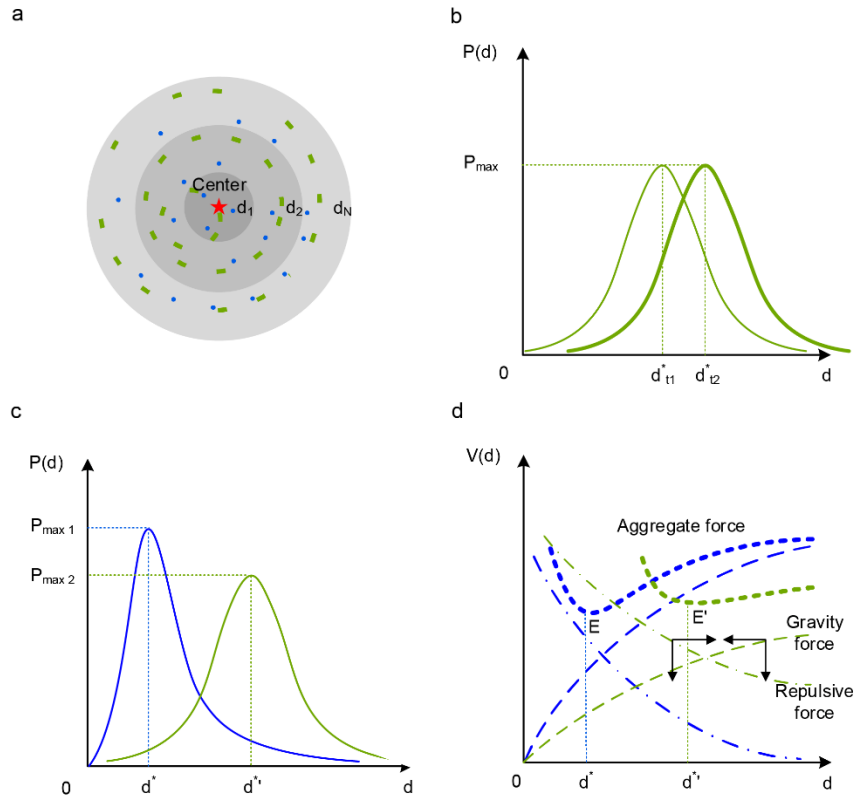 a
Center
d1
d2
dN
b
P(d)
Pmax
0
d*t1
d*t2
d
c
P(d)
Pmax 1
Pmax 2
0
d*
d*'
d
d
V(d)
Aggregate force
E
E'
Gravity
force
Repulsive
force
0
d*
d*'
d